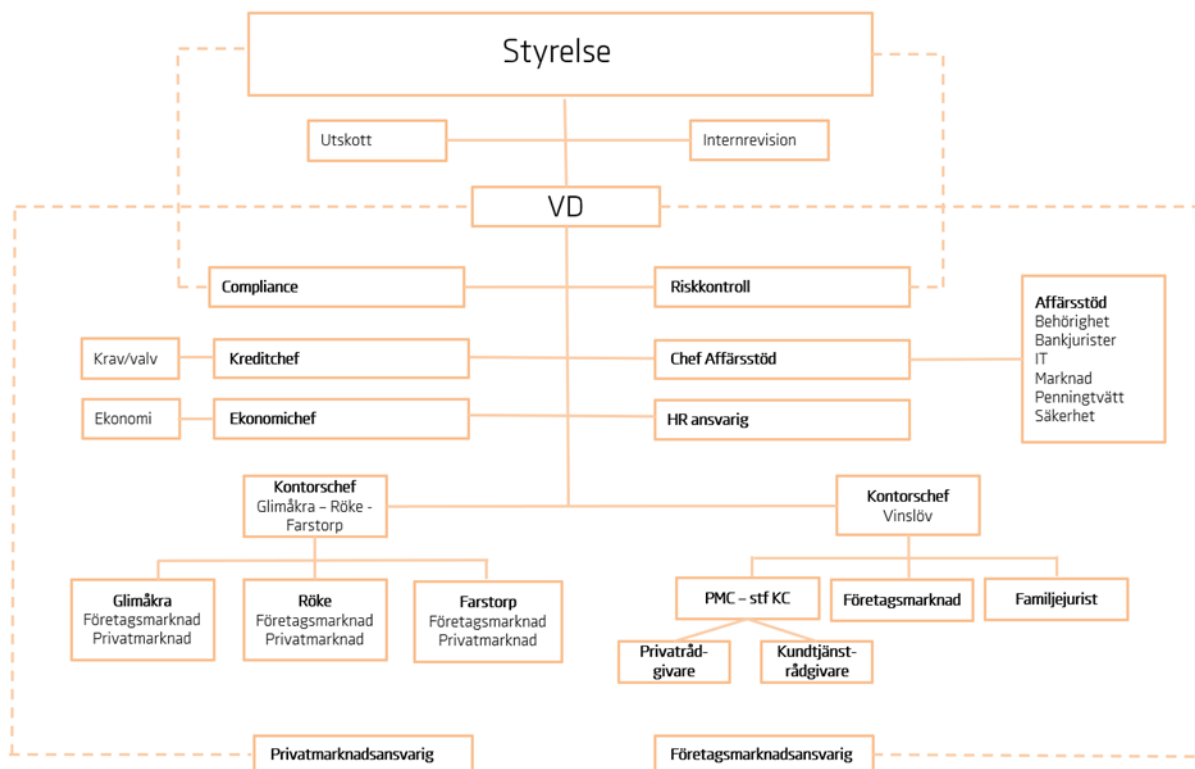 Styrelse
Utskott
Internrevision
VD
Compliance
Riskkontroll
Krav/valv
Kreditchef
Chef Affärsstöd
Affärsstöd
Behörighet
Bankjurister
IT
Marknad
Penningtvätt
Säkerhet
Ekonomi
Ekonomichef
HR ansvarig
Kontorschef
Glimåkra – Röke -
Farstorp
Kontorschef
Vinslöv
Glimåkra
Företagsmarknad
Privatmarknad
Röke
Företagsmarknad
Privatmarknad
Farstorp
Företagsmarknad
Privatmarknad
PMC – stf KC
Företagsmarknad
Familjejurist
Privatråd-
givare
Kundtjänst-
rådgivare
Privatmarknadsansvarig
Företagsmarknadsansvarig